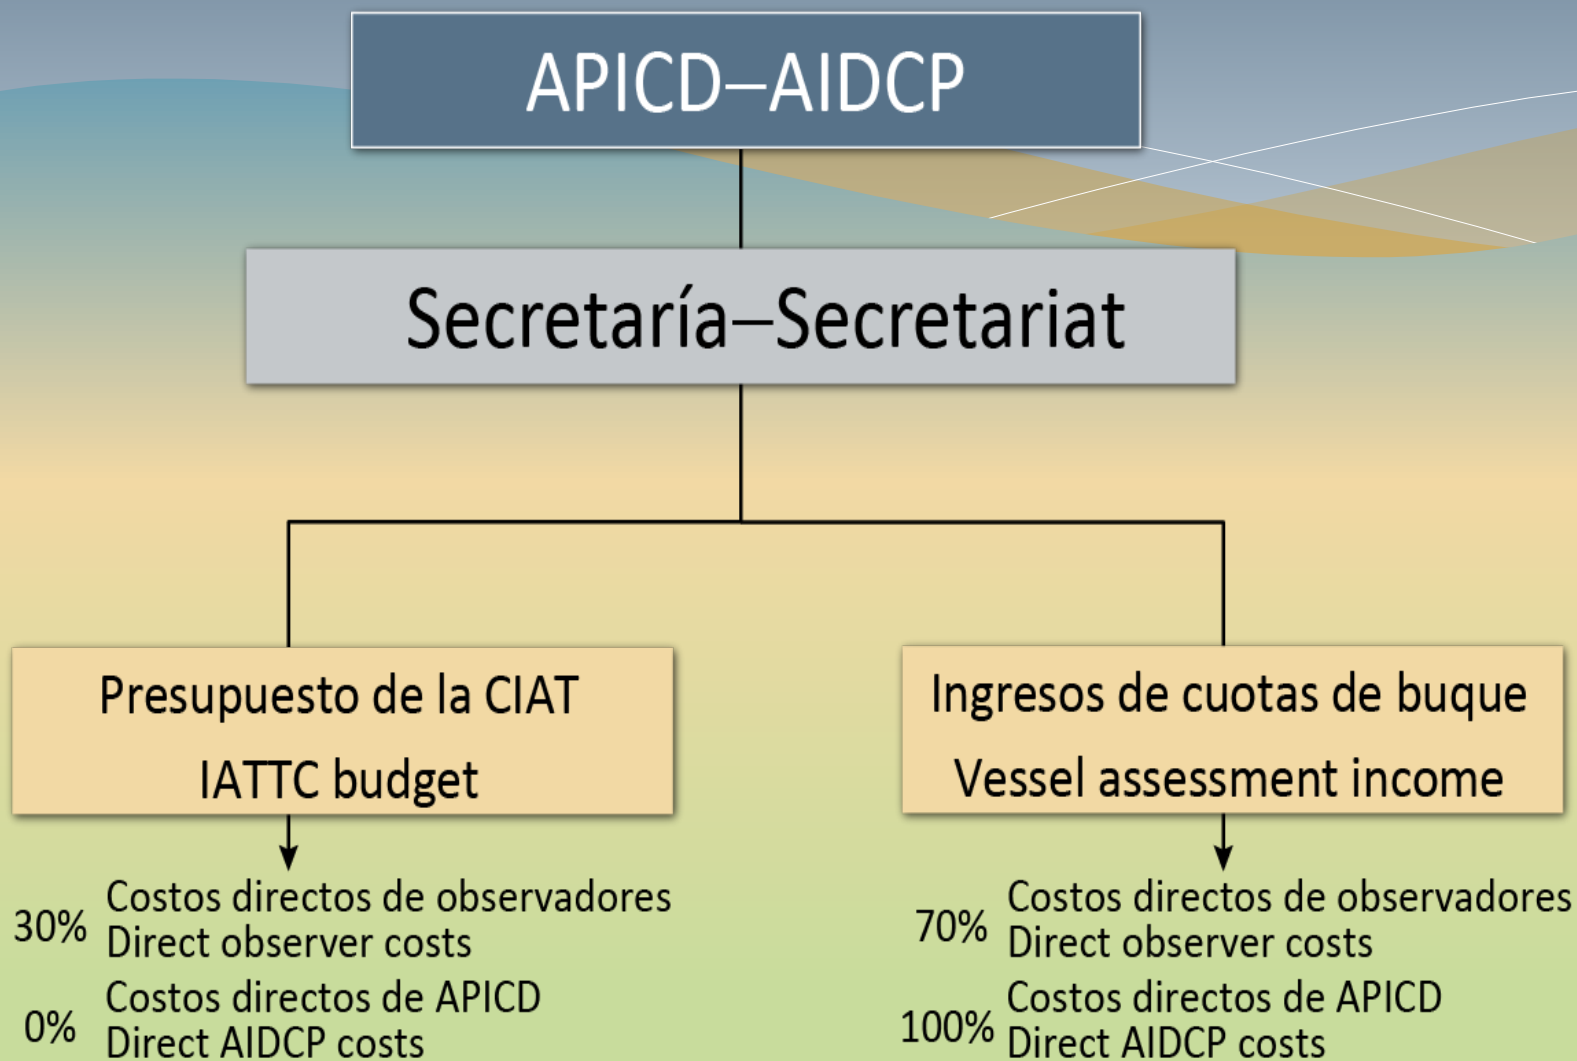 APICD–AIDCP
Secretaría–Secretariat
Presupuesto de la CIAT
IATTC budget
30%
Costos directos de observadores
Direct observer costs
0%
Costos directos de APICD
Direct AIDCP costs
Ingresos de cuotas de buque
Vessel assessment income
70%
Costos directos de observadores
Direct observer costs
100%
Costos directos de APICD
Direct AIDCP costs